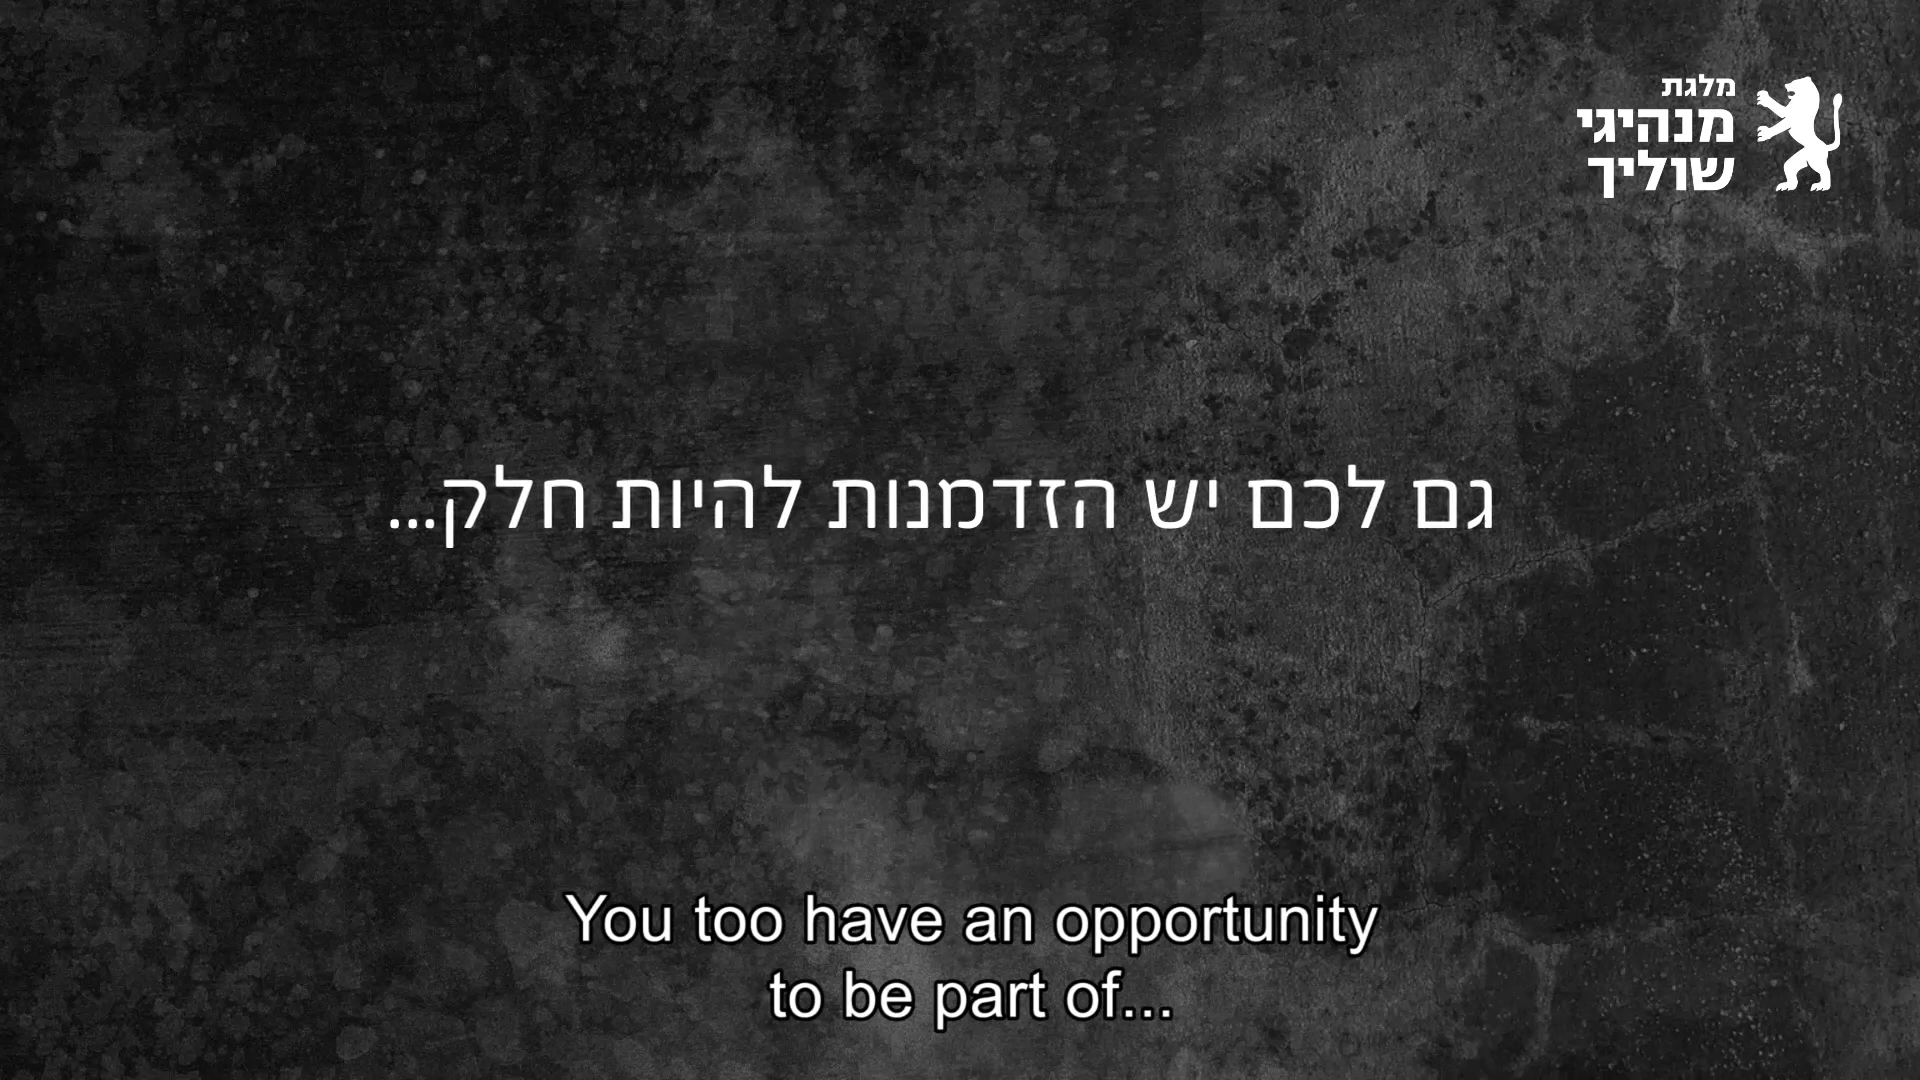 מלגת
מנהיגי
שוליך
גם לכם יש הזדמנות להיות חלק...
You too have an opportunity
to be part of...